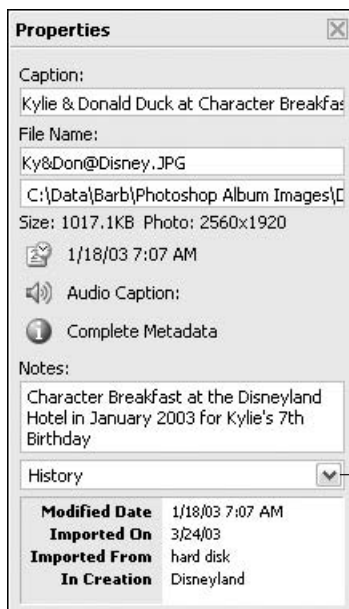 Properties
Caption:
Kylie & Donald Duck at Character Breakfas
File Name:
Ky&Don@Disney.JPG
C:\Data\Barb\Photoshop Album Images\D
Size: 1017.1KB Photo: 2560x1920
1/18/03 7:07 AM
Audio Caption:
Complete Metadata
Notes:
Character Breakfast at the Disneyland
Hotel in January 2003 for Kylie's 7th
Birthday
History
Modified Date 1/18/03 7:07 AM
Imported On 3/24/03
Imported From hard disk
In Creation Disneyland